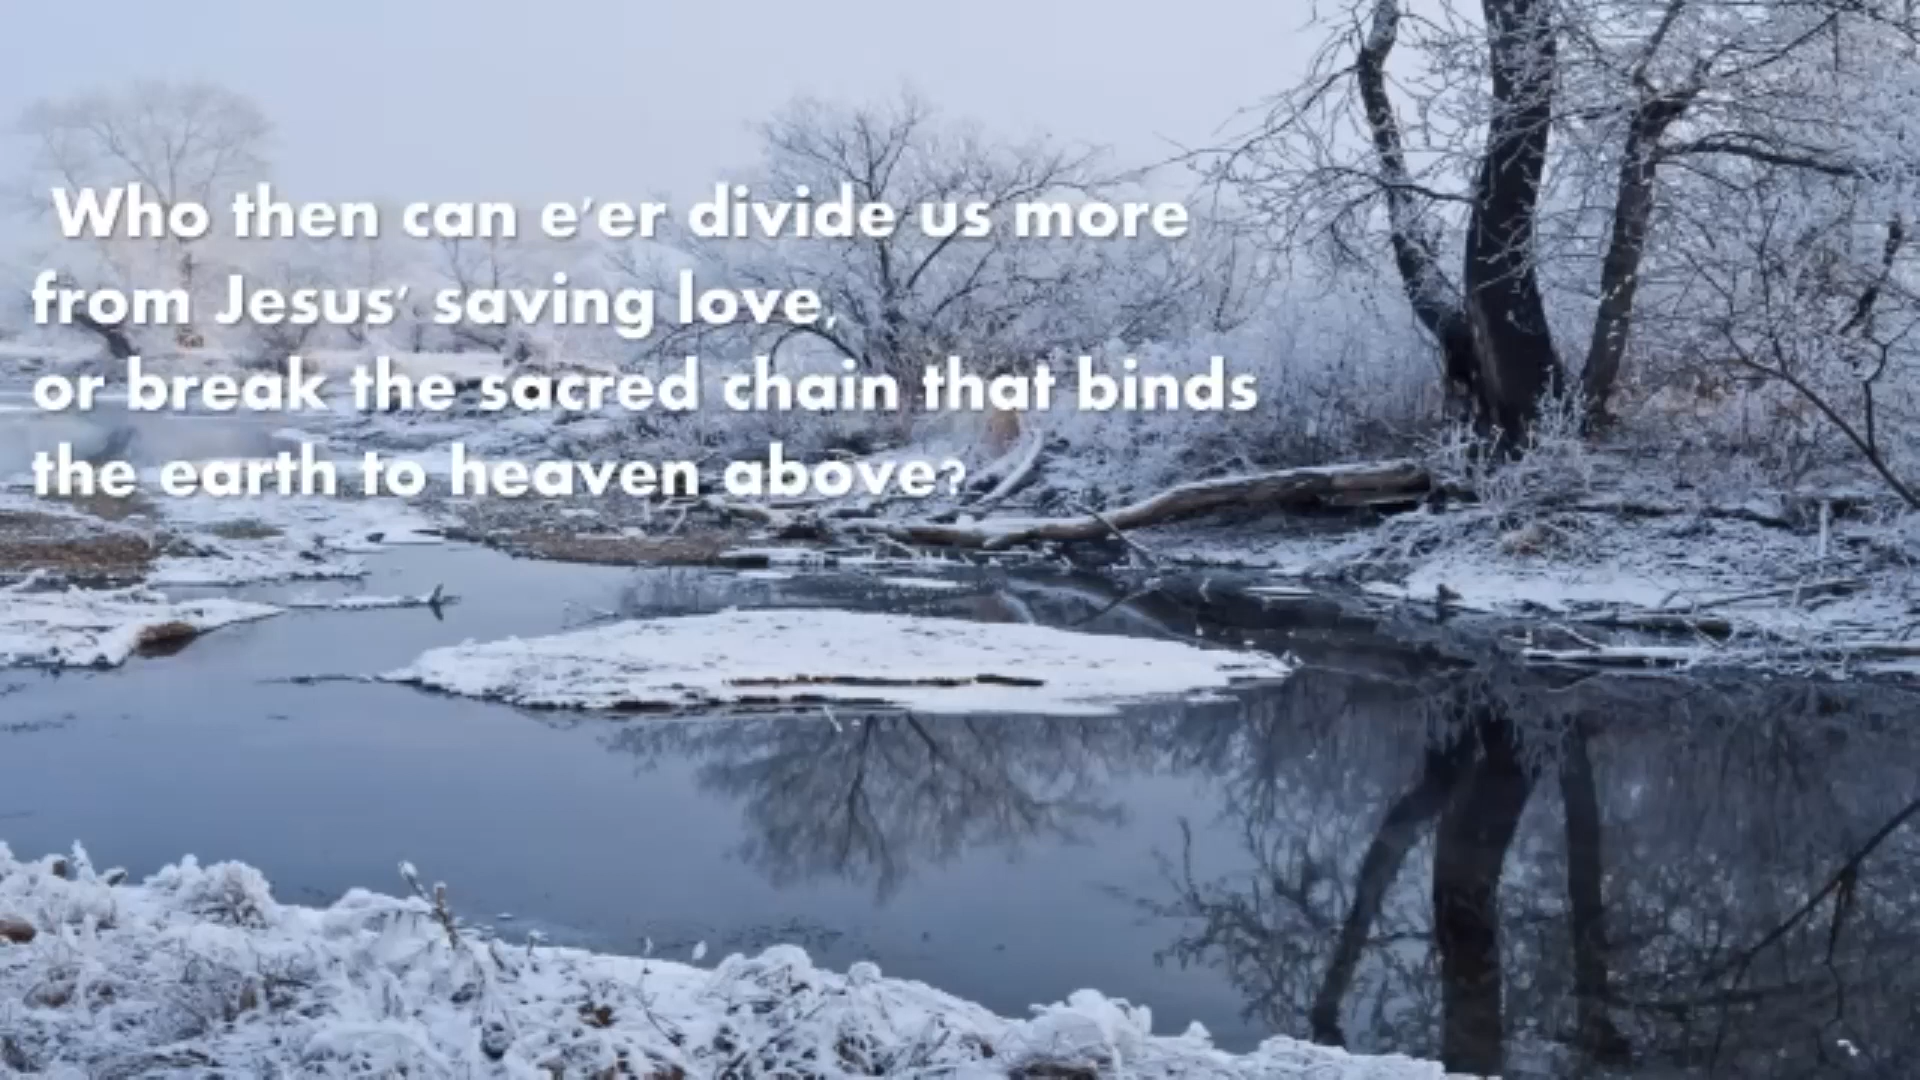 Who then can e'er divide us more
from Jesus' saving love,
or break the sacred chain that binds
the earth to heaven above?